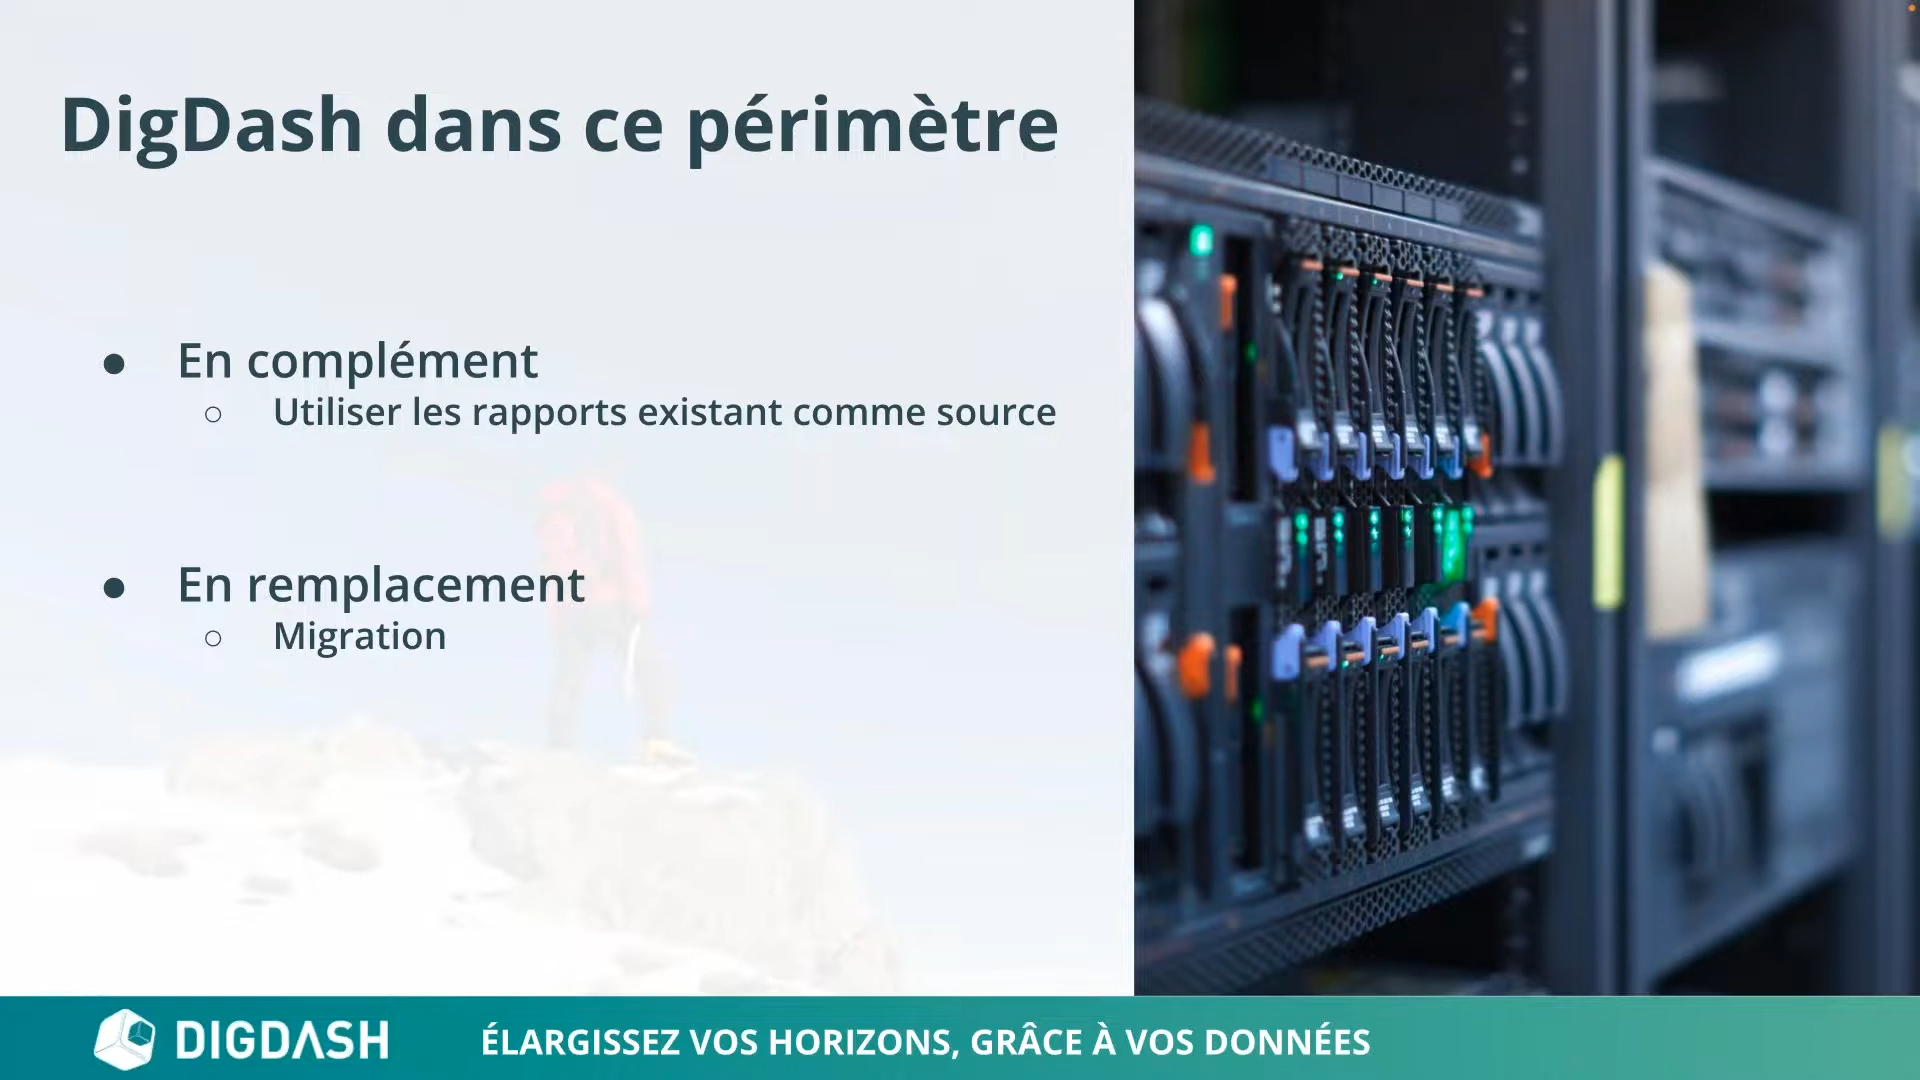 DigDash dans ce périmètre
● En complément
○ Utiliser les rapports existant comme source
● En remplacement
○ Migration
DIGDASH
ÉLARGISSEZ VOS HORIZONS, GRÂCE À VOS DONNÉES